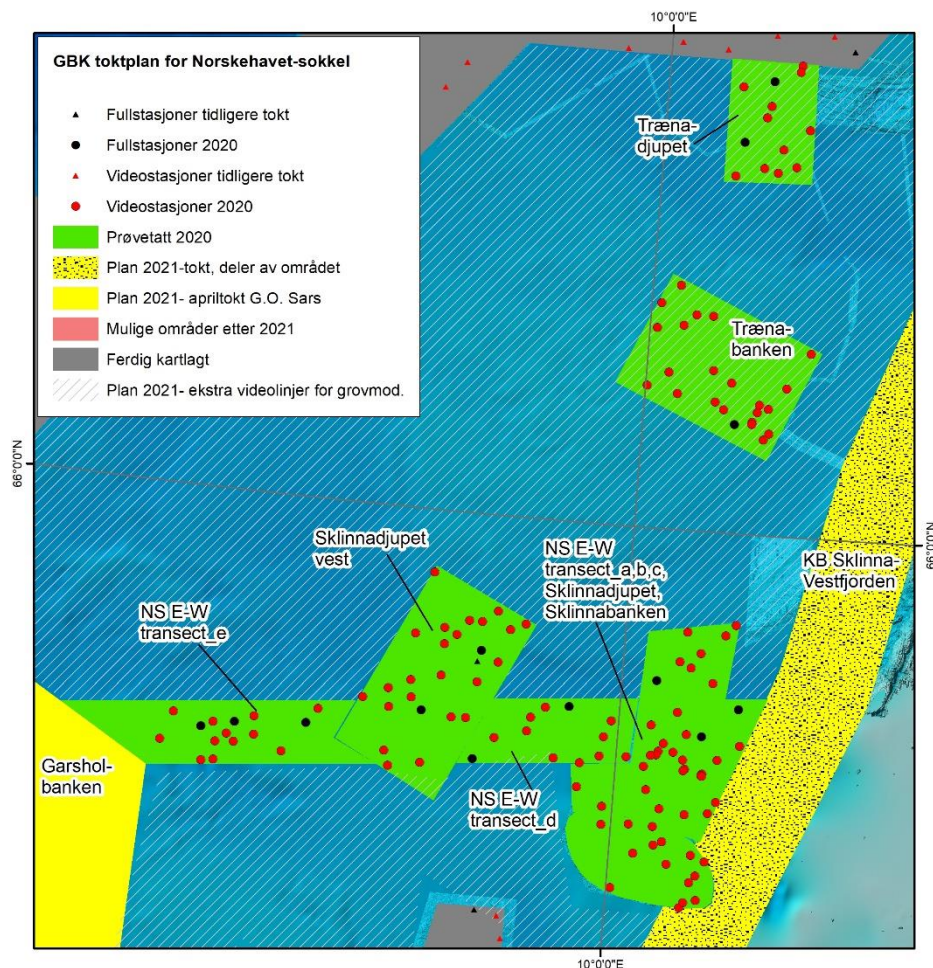 10°0'0"E
GBK toktplan for Norskehavet-sokkel
Fullstasjoner tidligere tokt
Fullstasjoner 2020
Videostasjoner tidligere tokt
Videostasjoner 2020
Prøvetatt 2020
Plan 2021-tokt, deler av området
Plan 2021- apriltokt G.O. Sars
Mulige områder etter 2021
Ferdig kartlagt
Plan 2021- ekstra videolinjer for grovmod.
Træna-
djupet
Træna-
banken
66°0'0"N
66°0'0"N
Sklinnadjupet
vest
NS E-W
transect_a,b,c,
Sklinnadjupet,
Sklinnabanken
KB Sklinna-
Vestfjorden
NS E-W
transect_e
Garshol-
banken
NS E-W
transect_d
10°0'0"E